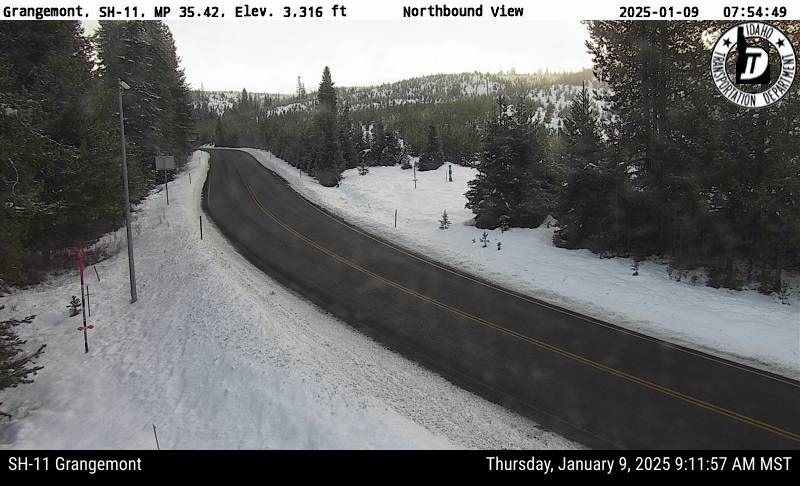 Grangemont, SH-11, MP 35.42, Elev. 3,316 ft Northbound View 2025-01-09 07:54:49
IDAHO
TRANSPORTATION DEPARTMENT
SH-11 Grangemont Thursday, January 9, 2025 9:11:57 AM MST